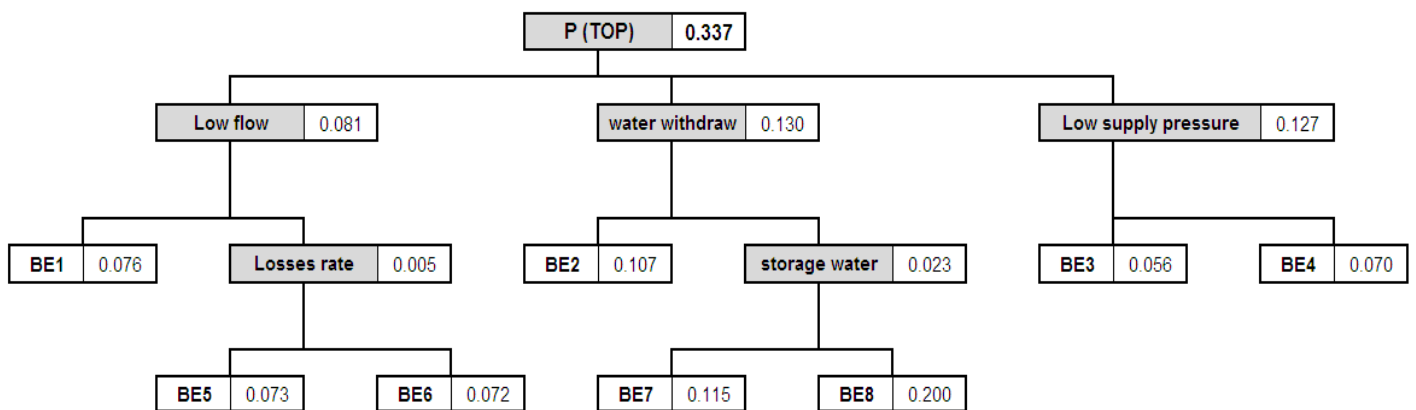 P (TOP) 0.337
Low flow 0.081 water withdraw 0.130 Low supply pressure 0.127
BE1 0.076 Losses rate 0.005 BE2 0.107 storage water 0.023 BE3 0.056 BE4 0.070
BE5 0.073 BE6 0.072 BE7 0.115 BE8 0.200